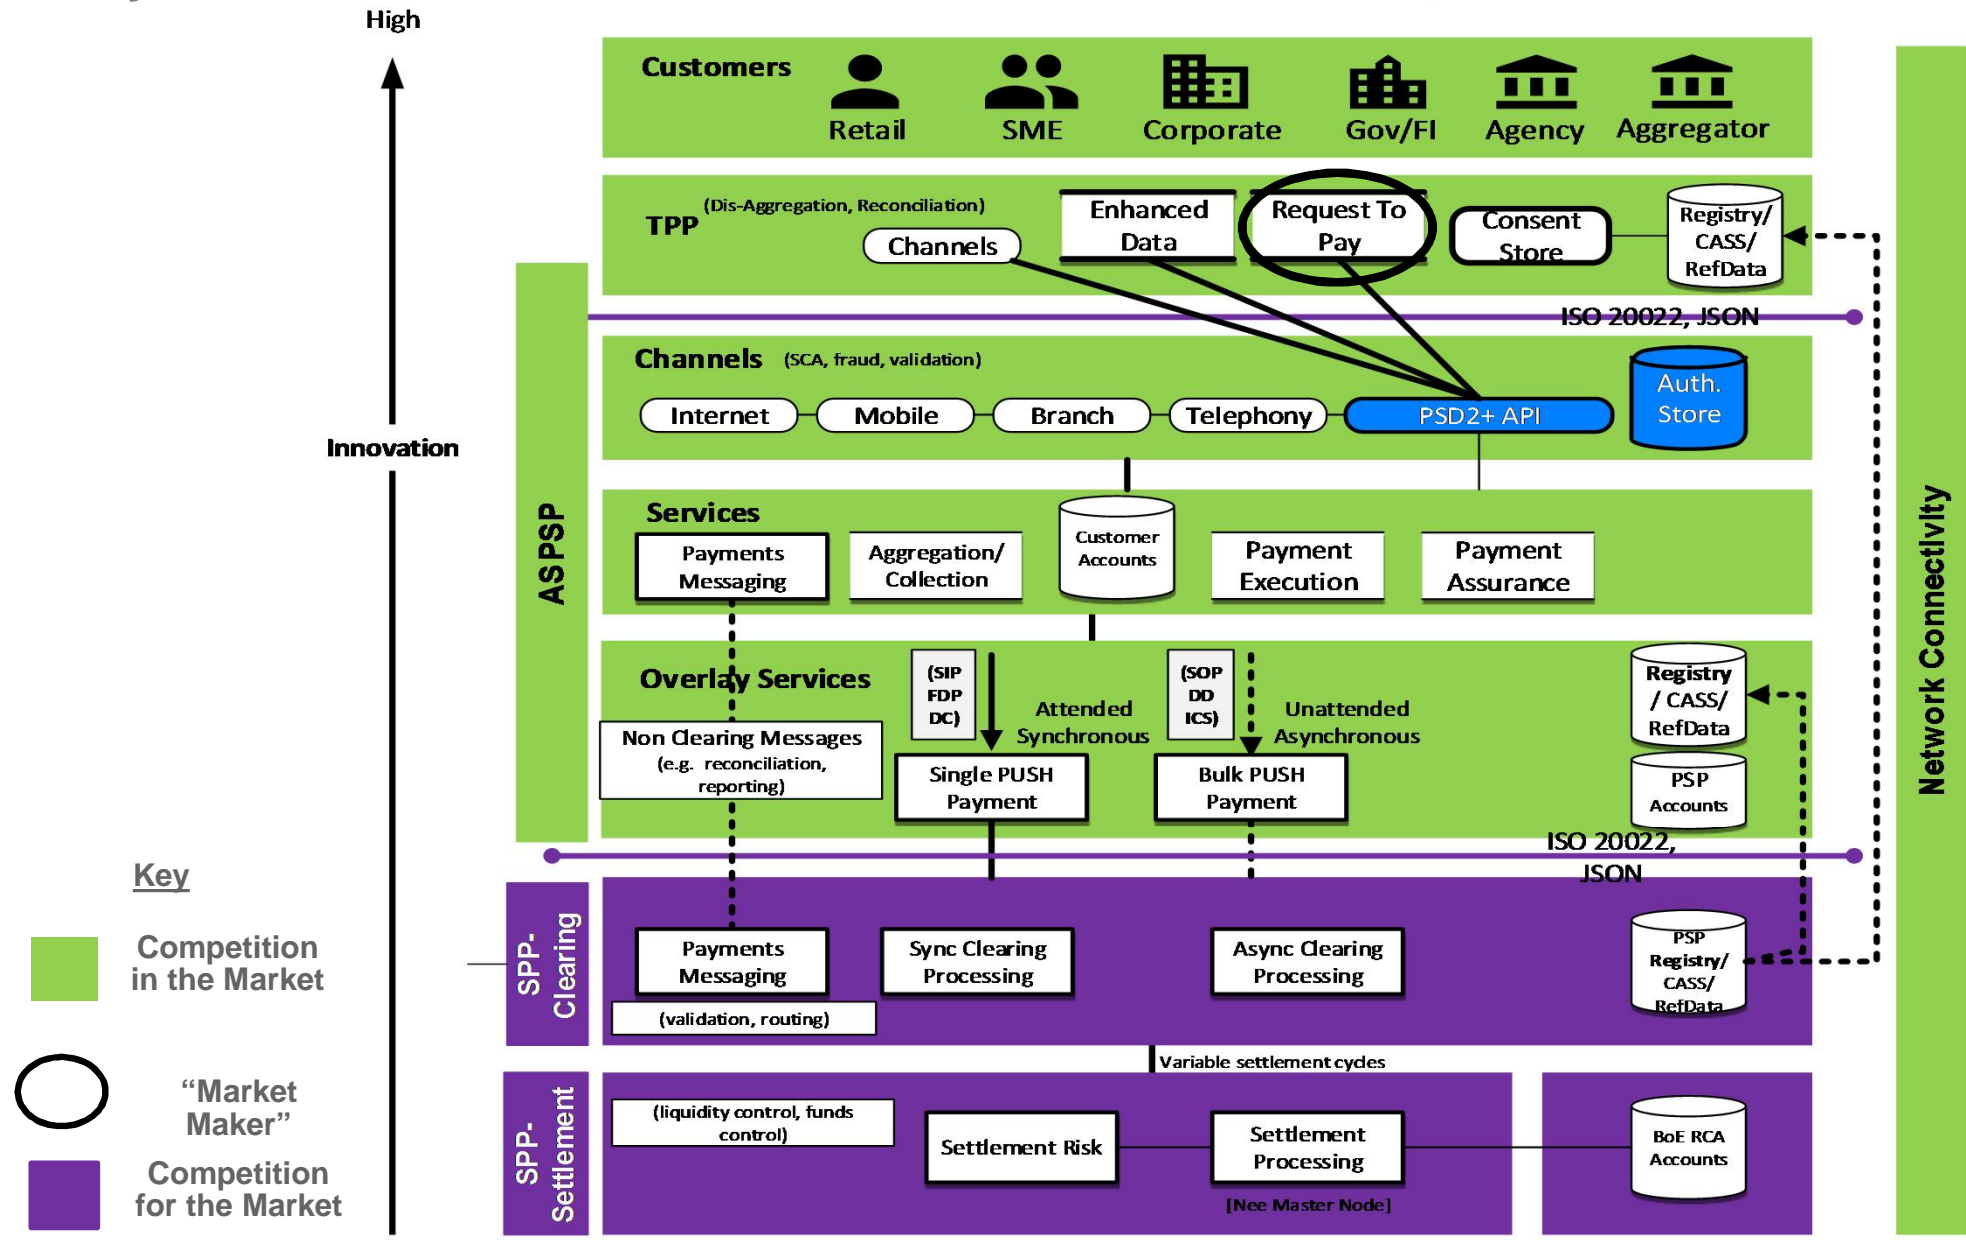 High
Customers
Retail
SME
Corporate
Gov/FI
Agency
Aggregator
TPP
(Dis-Aggregation, Reconciliation)
Channels
Enhanced
Data
Request To
Pay
Consent
Store
Registry/
CASS/
RefData
ISO 20022, JSON
Channels
(SCA, fraud, validation)
Internet
Mobile
Branch
Telephony
PSD2+ API
Auth.
Store
Innovation
ASPSP
Services
Payments
Messaging
Aggregation/
Collection
Customer
Accounts
Payment
Execution
Payment
Assurance
Network Connectivity
Overlay Services
(SIP
FDP
DC)
Attended
Synchronous
(SOP
DD
ICS)
Unattended
Asynchronous
Registry
/ CASS/
RefData
Non Clearing Messages
(e.g. reconciliation,
reporting)
Single PUSH
Payment
Bulk PUSH
Payment
PSP
Accounts
ISO 20022,
JSON
Key
Competition
in the Market
"Market
Maker"
Competition
for the Market
SPP-
Clearing
Payments
Messaging
(validation, routing)
Sync Clearing
Processing
Async Clearing
Processing
PSP
Registry/
CASS/
RefData
Variable settlement cycles
SPP-
Settlement
(liquidity control, funds
control)
Settlement Risk
Settlement
Processing
[Nee Master Node]
BoE RCA
Accounts